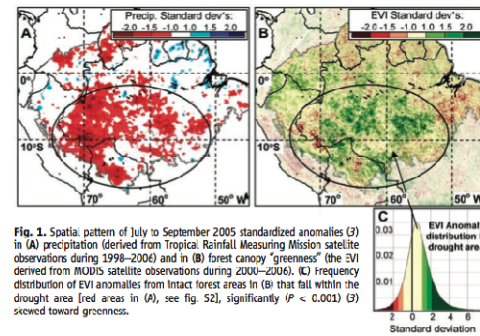 A
Precip. Standard dev's:
-2.0 -1.5 -1.0 1.0 1.5 2.0
0°
10°S
70°
60°
50° W
B
EVI Standard dev's:
-2.0 -1.5 -1.0 1.0 1.5 2.0
0°
10°S
70°
60°
50° W
Fig. 1. Spatial pattern of July to September 2005 standardized anomalies (3)
in (A) precipitation (derived from Tropical Rainfall Measuring Mission satellite
observations during 1998–2006) and in (B) forest canopy "greenness" (the EVI
derived from MODIS satellite observations during 2000–2006). (C) Frequency
distribution of EVI anomalies from intact forest areas in (B) that fall within the
drought area [red areas in (A), see fig. S2], significantly (P < 0.001) (3)
skewed toward greenness.
C
EVI Anomaly
distribution
drought area
0.03
0.02
0.01
-2 0 2 4 6
Standard deviation